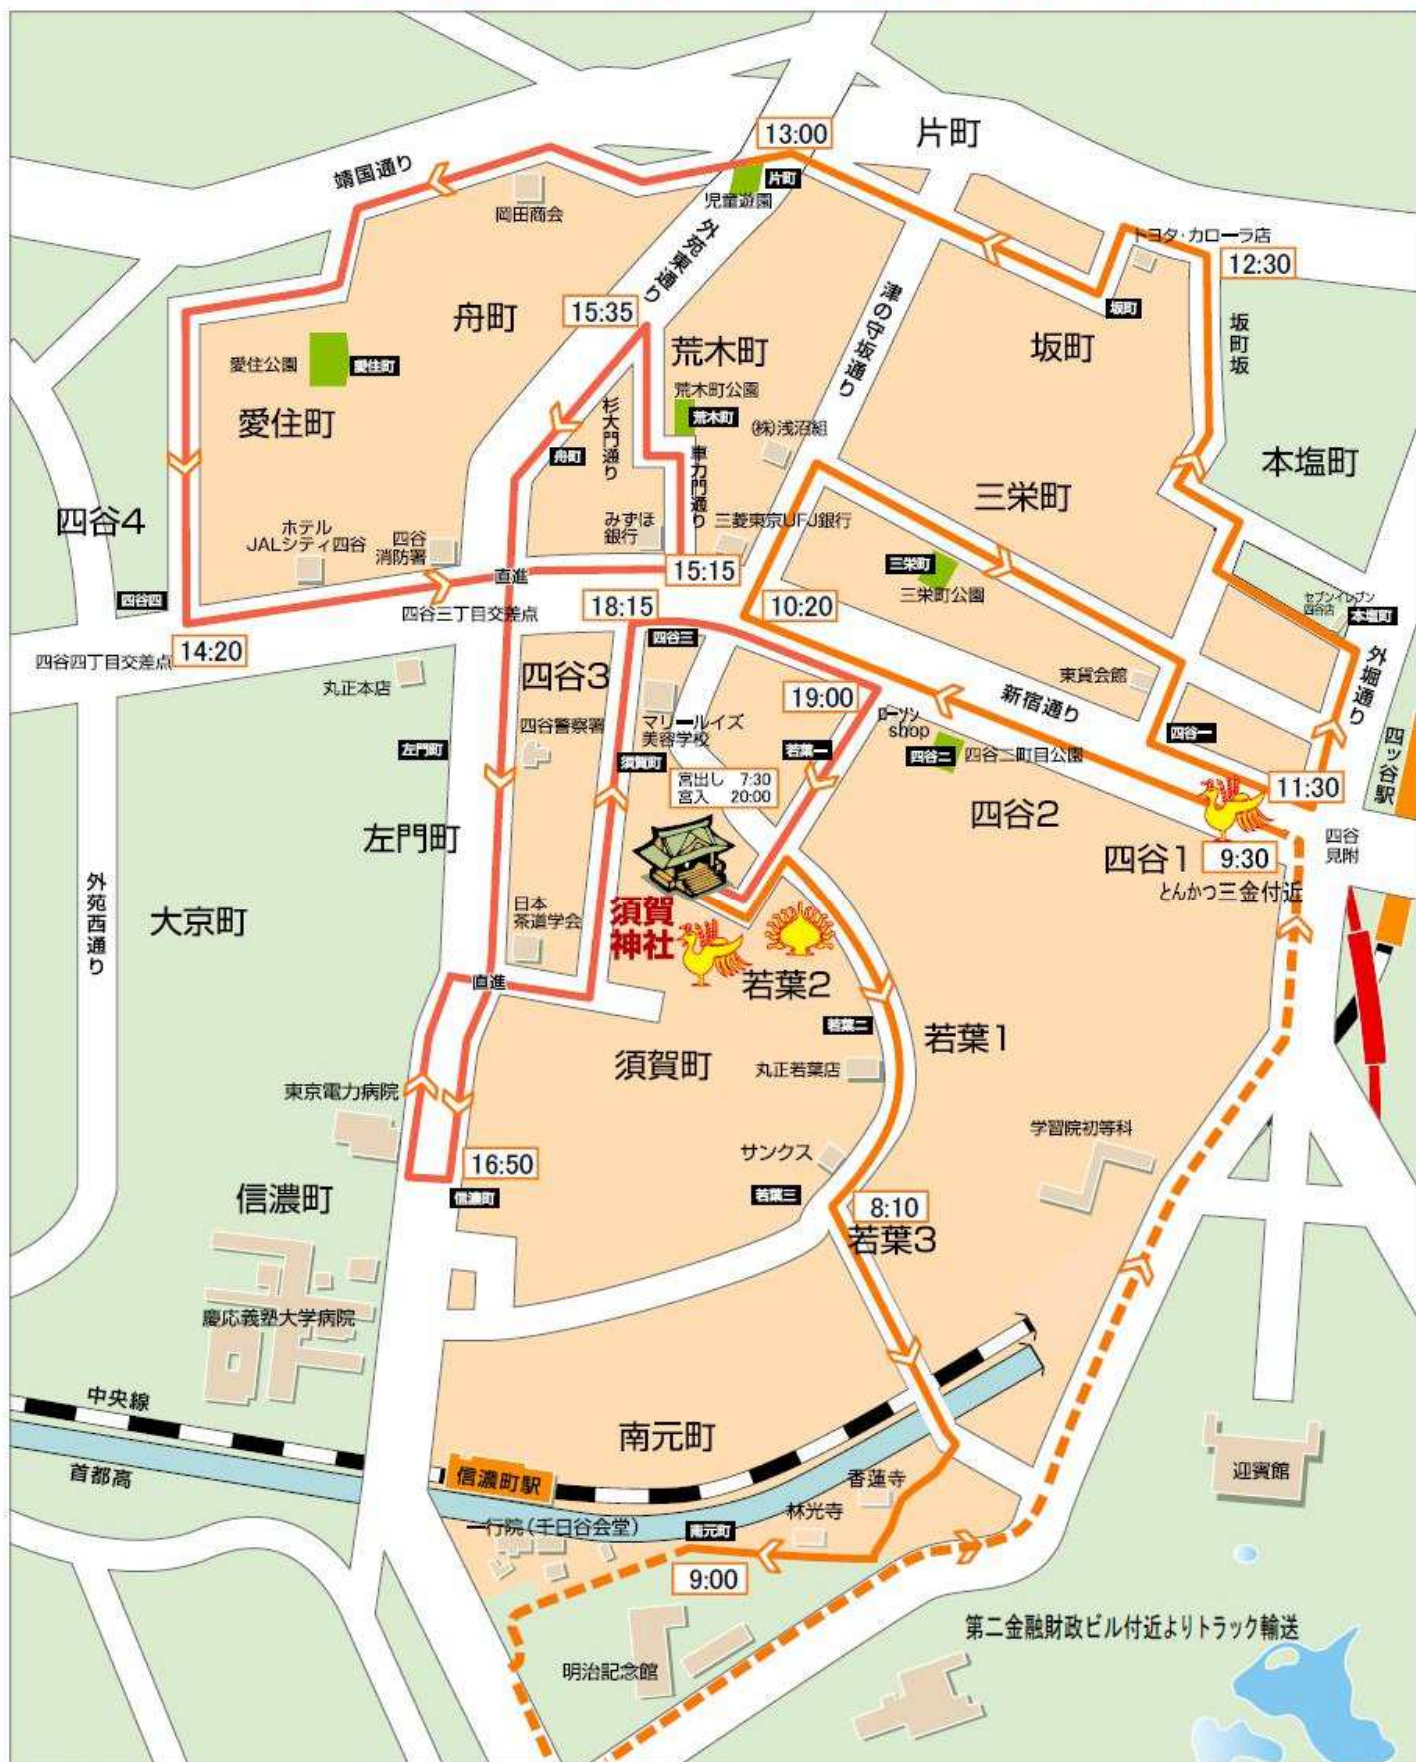 13:00
片町
靖国通り
片町
児童遊園
岡田商会
外苑東通り
トヨタ・カローラ店
12:30
舟町
15:35
津の守坂通り
坂町
坂町
坂町坂
愛住公園
愛住町
荒木町
荒木町公園
愛住町
杉大門通り
荒木町
(株)浅沼組
舟町
車力門通り
本塩町
四谷4
三栄町
ホテル
JALシティ四谷
四谷
消防署
みずほ
銀行
三菱東京UFJ銀行
直進
15:15
三栄町
三栄町公園
四谷四
四谷三丁目交差点
18:15
10:20
セブンイレブン
四谷店
本塩町
四谷三
14:20
四谷四丁目交差点
丸正本店
四谷3
東貨会館
外堀通り
新宿通り
19:00
四谷警察署
マリールイズ
美容学校
ローソン
shop
左門町
須賀町
若葉一
四谷二
四谷二町目公園
四谷一
四ッ谷駅
宮出し 7:30
宮入 20:00
11:30
四谷2
左門町
四谷1
9:30
四谷
見附
とんかつ三金付近
外苑西通り
大京町
日本
茶道学会
須賀
神社
直進
若葉2
若葉二
若葉1
須賀町
丸正若葉店
東京電力病院
学習院初等科
サンクス
16:50
信濃町
信濃町
若葉三
8:10
若葉3
慶応義塾大学病院
中央線
南元町
首都高
信濃町駅
香蓮寺
迎賓館
林光寺
一行院(千日谷会堂)
南元町
9:00
第二金融財政ビル付近よりトラック輸送
明治記念館